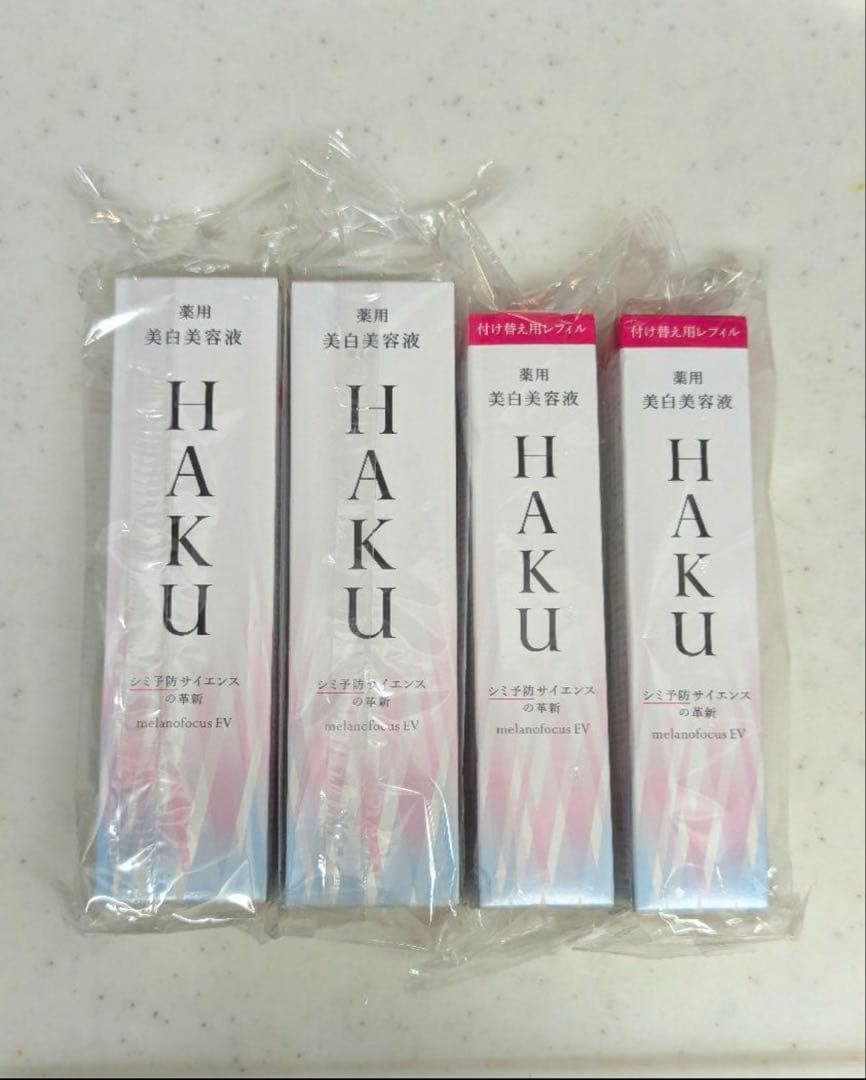 薬用
美白美容液
HAKU
シミ予防サイエンス
の革新
melanofocus EV
薬用
美白美容液
HAKU
シミ予防サイエンス
の革新
melanofocus EV
付け替え用レフィル
薬用
美白美容液
HAKU
シミ予防サイエンス
の革新
melanofocus EV
付け替え用レフィル
薬用
美白美容液
HAKU
シミ予防サイエンス
の革新
melanofocus EV